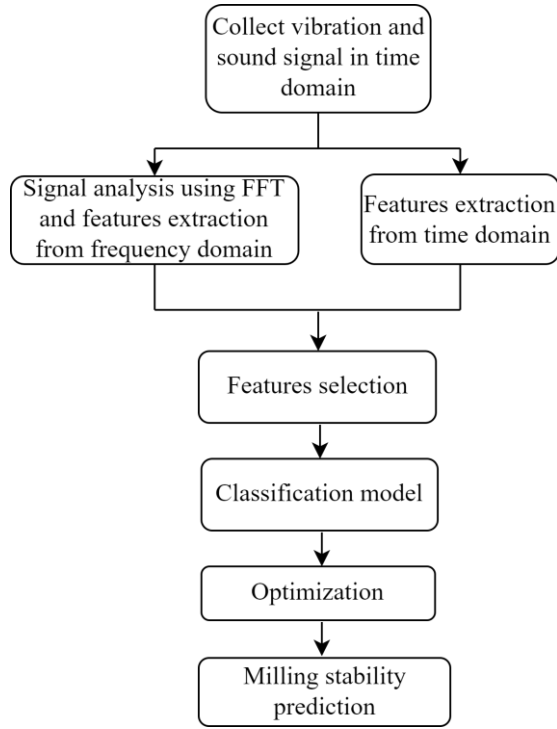 Collect vibration and
sound signal in time
domain
Signal analysis using FFT
and features extraction
from frequency domain
Features extraction
from time domain
Features selection
Classification model
Optimization
Milling stability
prediction